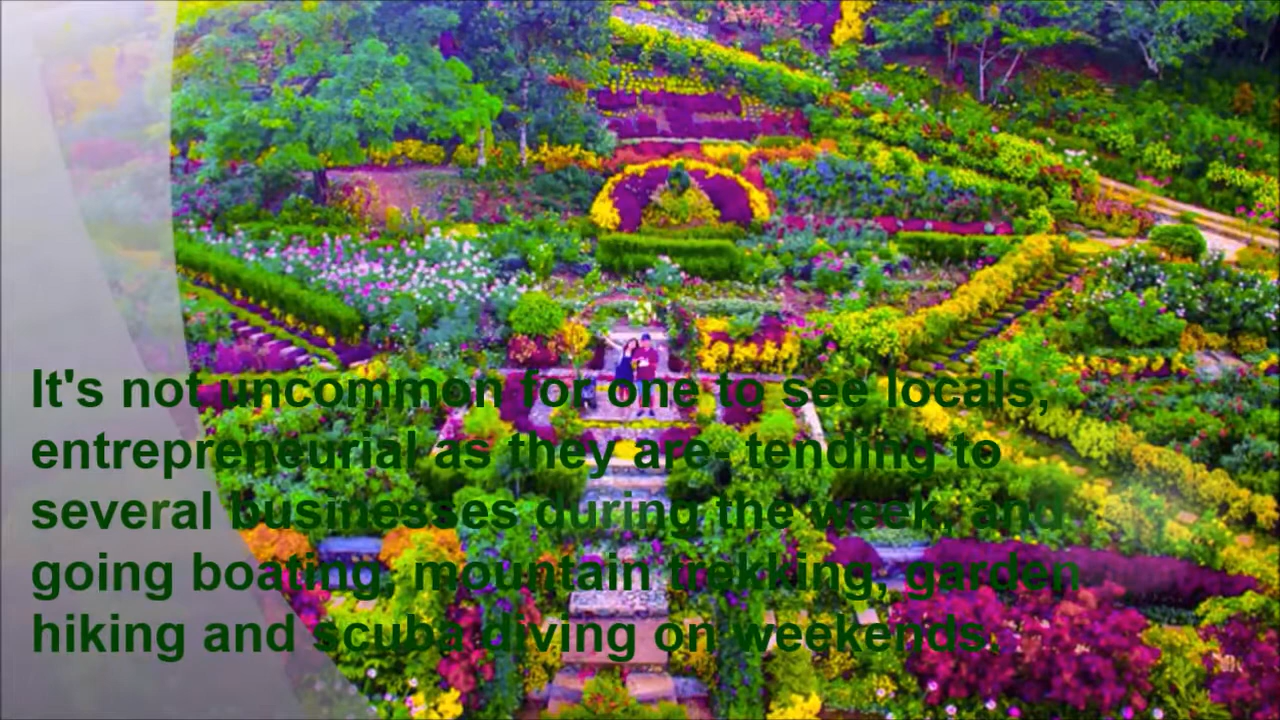 It's not uncommon for one to see locals,
entrepreneurial as they are- tending to
several businesses during the week, and
going boating, mountain trekking, garden
hiking and scuba diving on weekends.